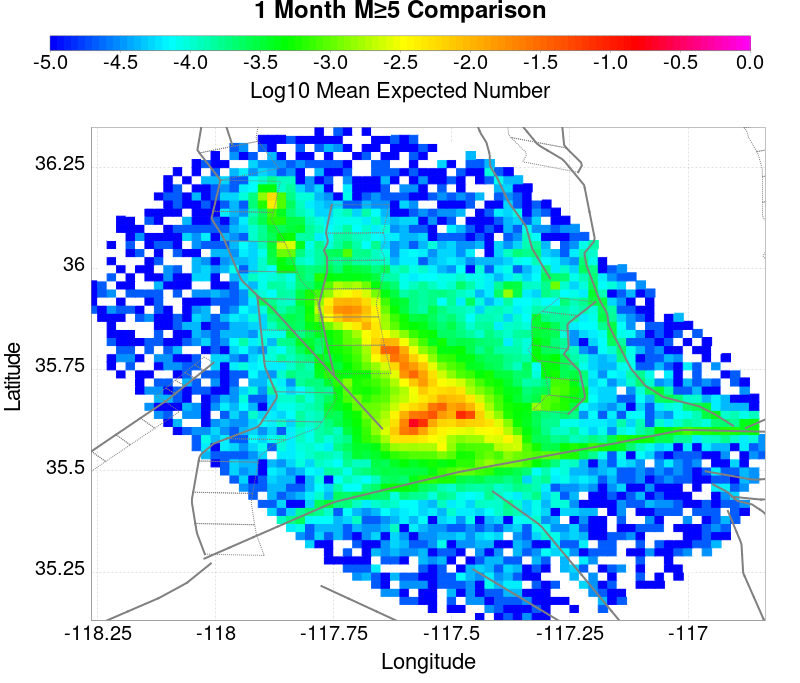 1 Month M≥5 Comparison
-5.0 -4.5 -4.0 -3.5 -3.0 -2.5 -2.0 -1.5 -1.0 -0.5 0.0
Log10 Mean Expected Number
36.25
36
35.75
35.5
35.25
Latitude
-118.25 -118 -117.75 -117.5 -117.25 -117
Longitude